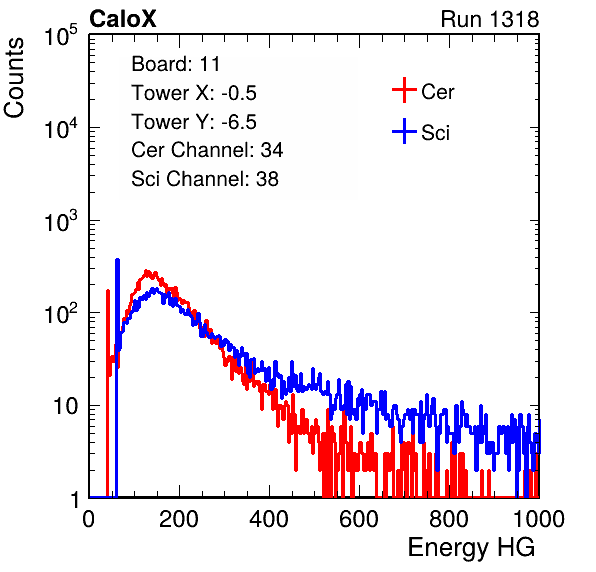 CaloX Run 1318
Counts
Board: 11
Tower X: -0.5
Tower Y: -6.5
Cer Channel: 34
Sci Channel: 38
Cer
Sci
10^5
10^4
10^3
10^2
10
1
0 200 400 600 800 1000
Energy HG